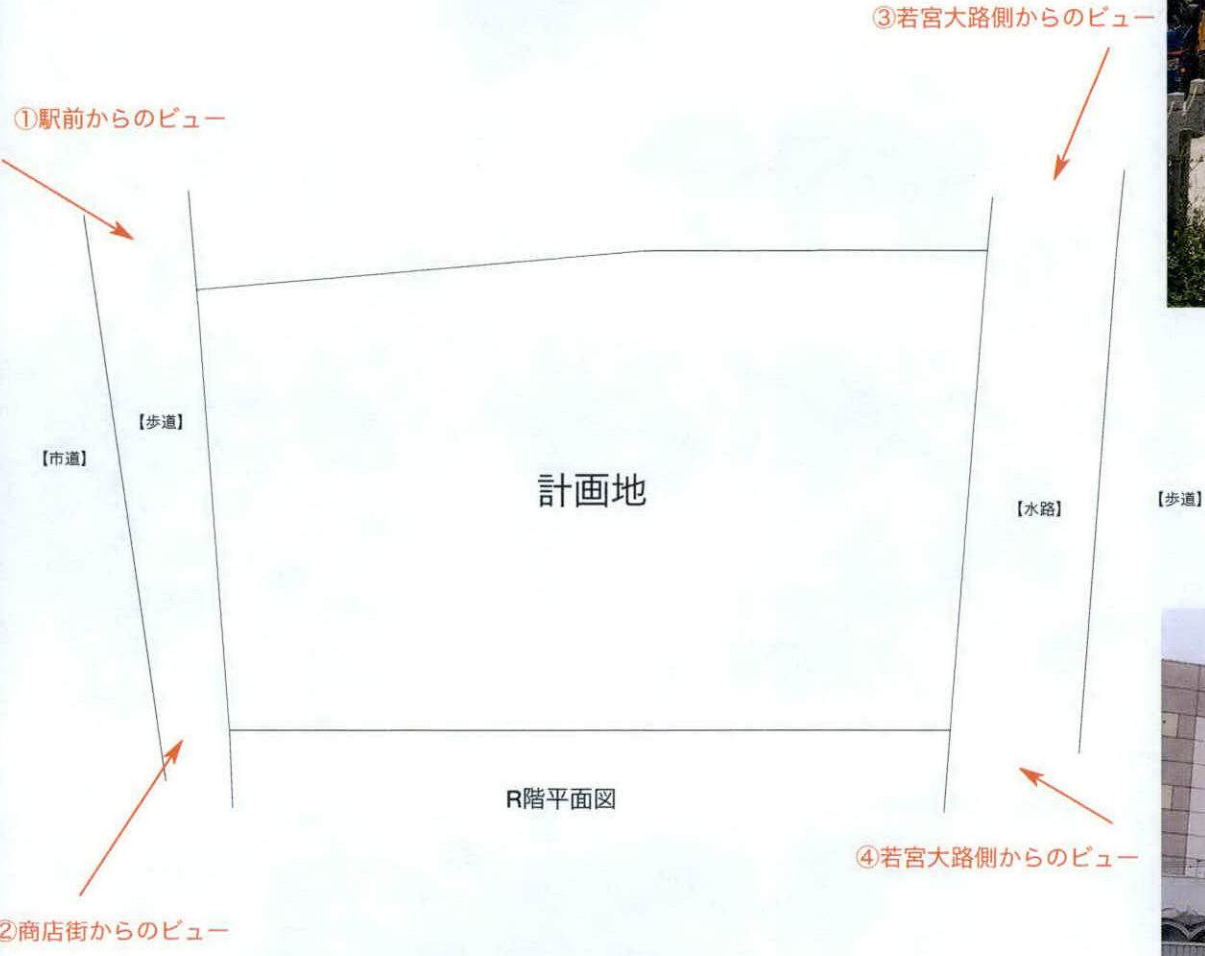 ③若宮大路側からのビュー
①駅前からのビュー
【歩道】
【市道】
計画地
【水路】
【歩道】
R階平面図
④若宮大路側からのビュー
②商店街からのビュー